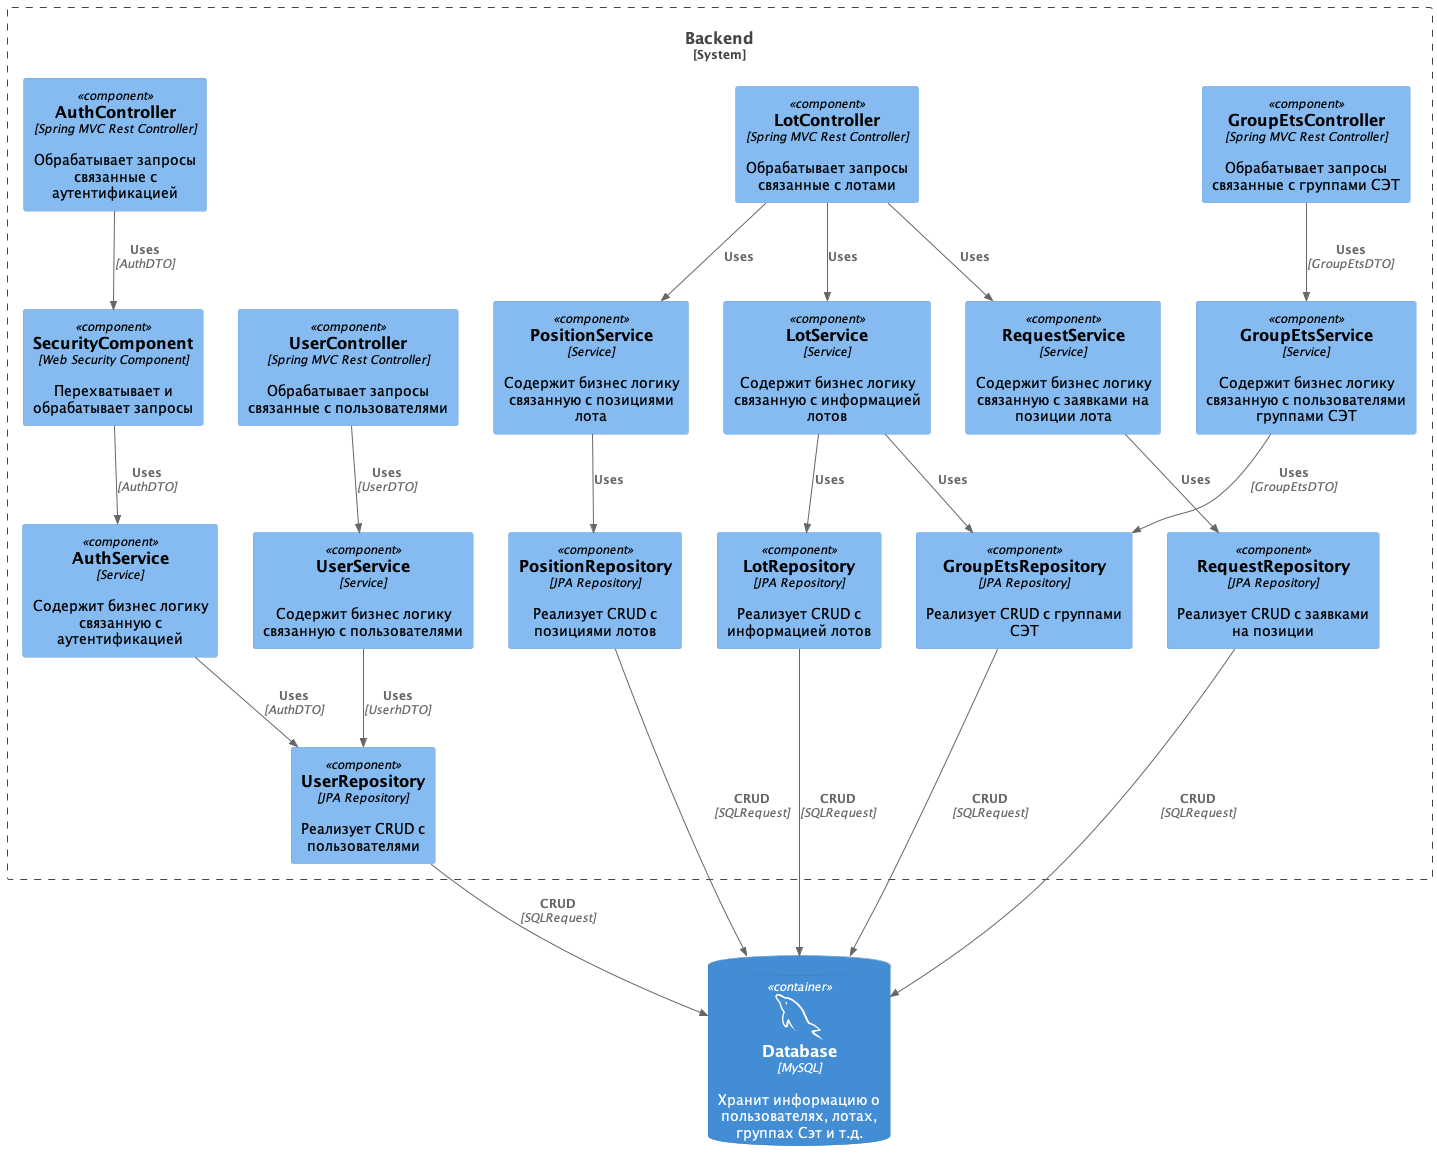 Backend
[System]
«component»
AuthController
[Spring MVC Rest Controller]
Обрабатывает запросы
связанные с
аутентификацией
«component»
LotController
[Spring MVC Rest Controller]
Обрабатывает запросы
связанные с лотами
«component»
GroupEtsController
[Spring MVC Rest Controller]
Обрабатывает запросы
связанные с группами СЭТ
Uses
[AuthDTO]
Uses
Uses
Uses
Uses
[GroupEtsDTO]
«component»
SecurityComponent
[Web Security Component]
Перехватывает и
обрабатывает запросы
«component»
UserController
[Spring MVC Rest Controller]
Обрабатывает запросы
связанные с пользователями
«component»
PositionService
[Service]
Содержит бизнес логику
связанную с позициями
лота
«component»
LotService
[Service]
Содержит бизнес логику
связанную с информацией
лотов
«component»
RequestService
[Service]
Содержит бизнес логику
связанную с заявками на
позиции лота
«component»
GroupEtsService
[Service]
Содержит бизнес логику
связанную с пользователями
группами СЭТ
Uses
[AuthDTO]
Uses
[UserDTO]
Uses
Uses
Uses
Uses
Uses
[GroupEtsDTO]
«component»
AuthService
[Service]
Содержит бизнес логику
связанную с
аутентификацией
«component»
UserService
[Service]
Содержит бизнес логику
связанную с пользователями
«component»
PositionRepository
[JPA Repository]
Реализует CRUD с
позициями лотов
«component»
LotRepository
[JPA Repository]
Реализует CRUD с
информацией лотов
«component»
GroupEtsRepository
[JPA Repository]
Реализует CRUD с группами
СЭТ
«component»
RequestRepository
[JPA Repository]
Реализует CRUD с заявками
на позиции
Uses
[AuthDTO]
Uses
[UserhDTO]
«component»
UserRepository
[JPA Repository]
Реализует CRUD с
пользователями
CRUD
[SQLRequest]
CRUD
[SQLRequest]
CRUD
[SQLRequest]
CRUD
[SQLRequest]
CRUD
[SQLRequest]
«container»
Database
[MySQL]
Хранит информацию о
пользователях, лотах,
группах Сэт и т.д.